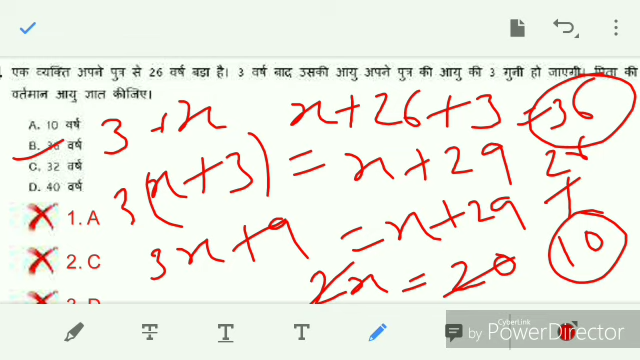 एक व्यक्ति अपने पुत्र से 26 वर्ष बडा है। 3 वर्ष बाद उसकी आयु अपने पुत्र की आयु की 3 गुनी हो जाएगी। पिता की
वर्तमान आयु ज्ञात कीजिए।
A. 10 वर्ष
B. 36 वर्ष
C. 32 वर्ष
D. 40 वर्ष
3+x x+26+3 36
3(x+3) = x+29
3x+9 = x+29
10
2x = 20
1. A
2. C
3. D
by CyberLink PowerDirector